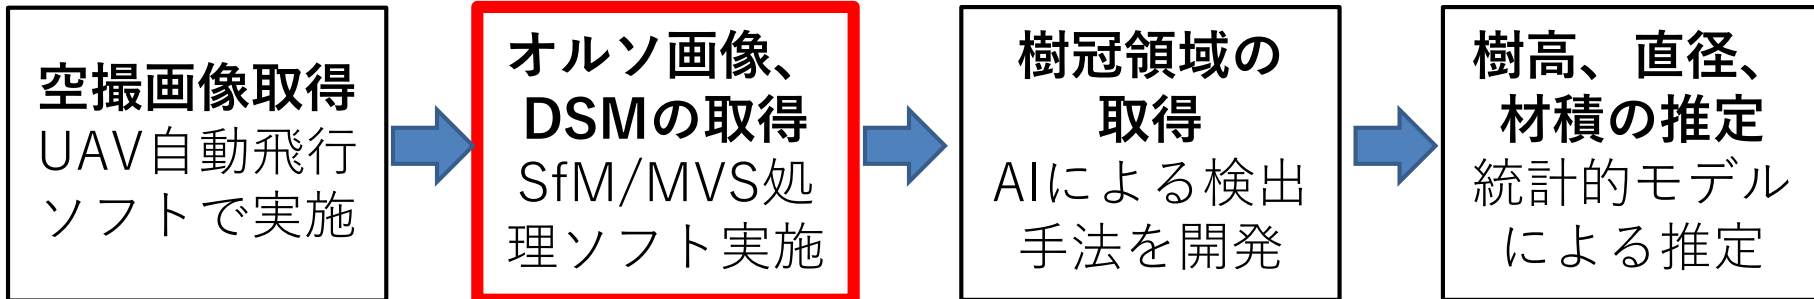 空撮画像取得
UAV自動飛行
ソフトで実施
オルソ画像、
DSMの取得
SfM/MVS処
理ソフト実施
樹冠領域の
取得
AIによる検出
手法を開発
樹高、直径、
材積の推定
統計的モデル
による推定